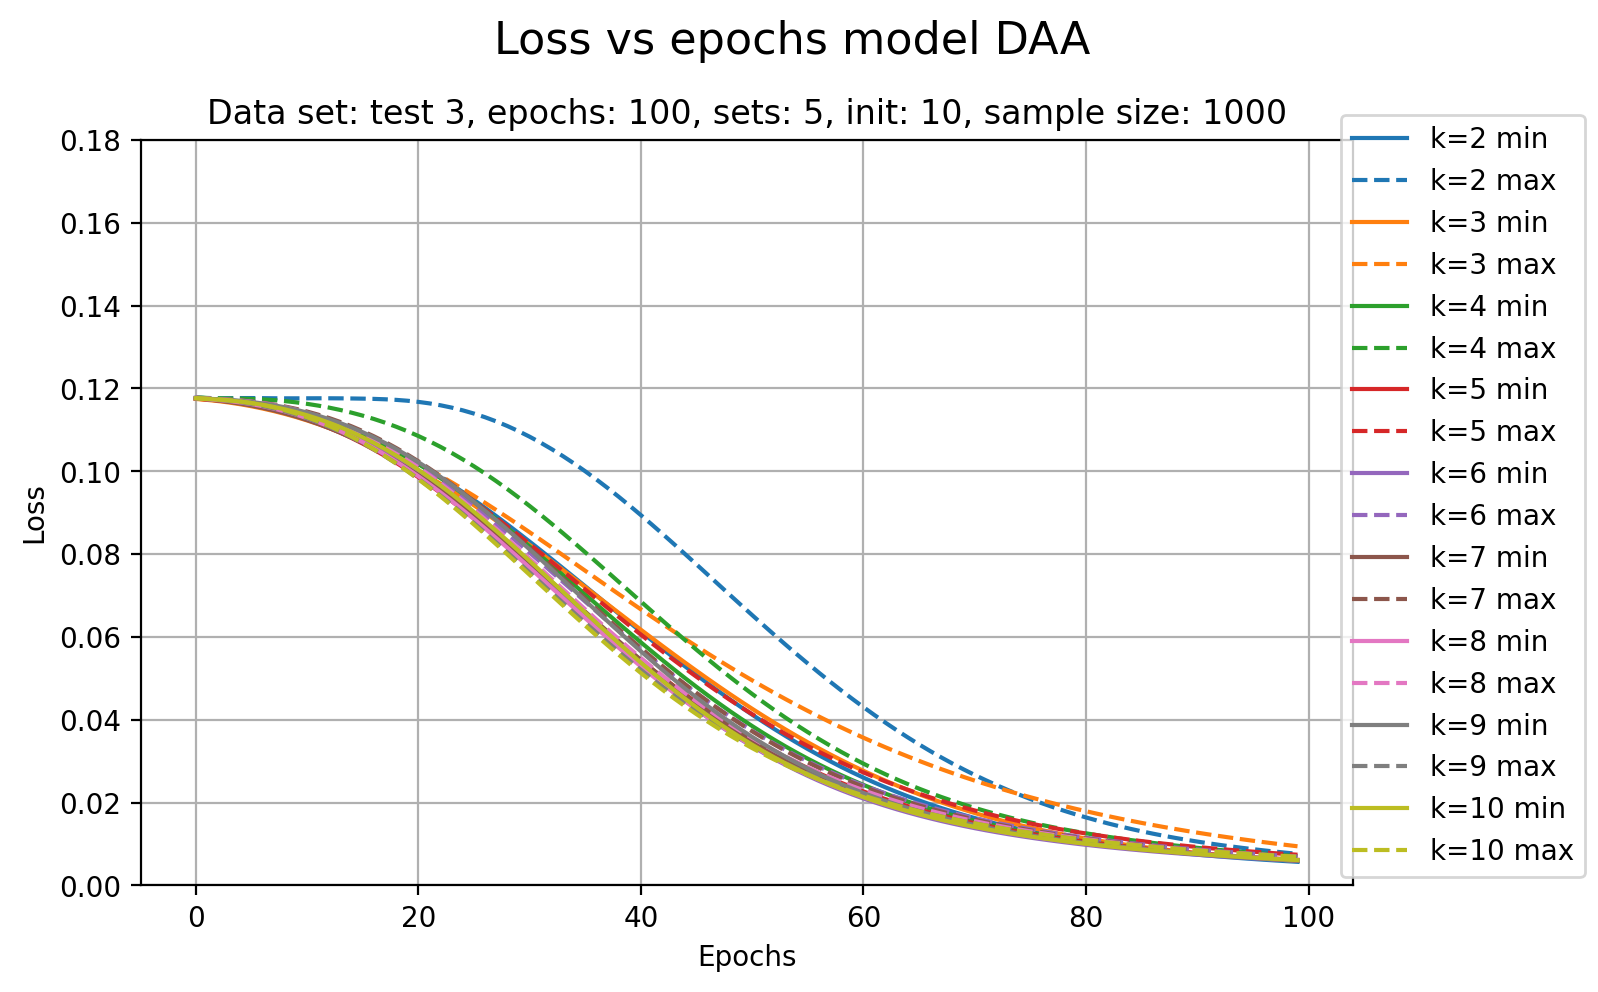 Loss vs epochs model DAA
Data set: test 3, epochs: 100, sets: 5, init: 10, sample size: 1000
0.18
0.16
0.14
0.12
0.10
0.08
0.06
0.04
0.02
0.00
Loss
0 20 40 60 80 100
Epochs
k=2 min
k=2 max
k=3 min
k=3 max
k=4 min
k=4 max
k=5 min
k=5 max
k=6 min
k=6 max
k=7 min
k=7 max
k=8 min
k=8 max
k=9 min
k=9 max
k=10 min
k=10 max